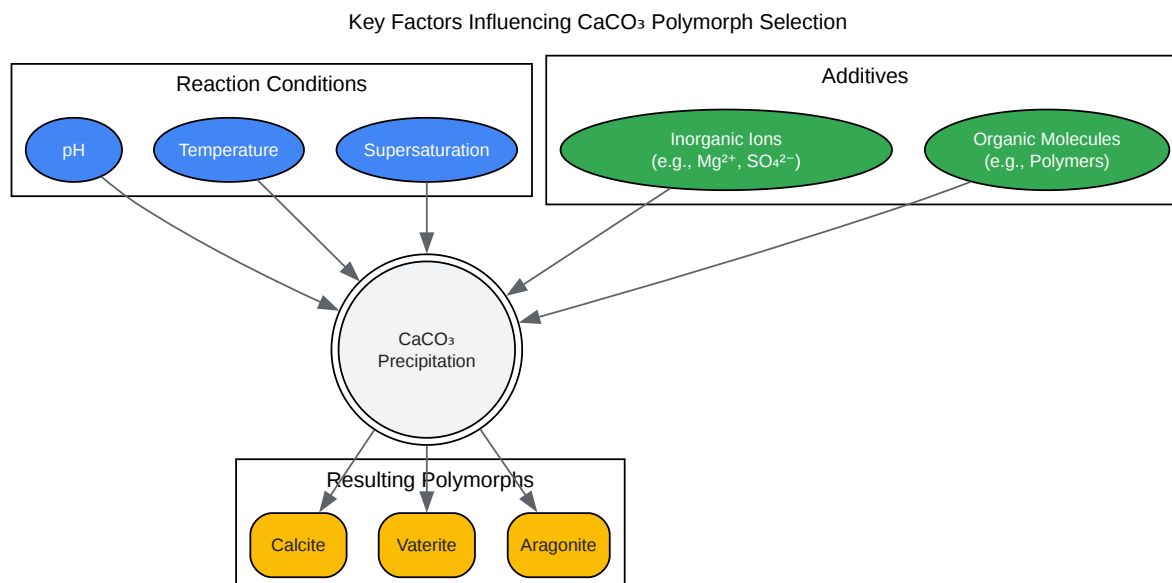 Key Factors Influencing CaCO₃ Polymorph Selection
Reaction Conditions
Additives
pH
Temperature
Supersaturation
Inorganic Ions
(e.g., Mg²⁺, SO₄²⁻)
Organic Molecules
(e.g., Polymers)
CaCO₃
Precipitation
Resulting Polymorphs
Calcite
Vaterite
Aragonite